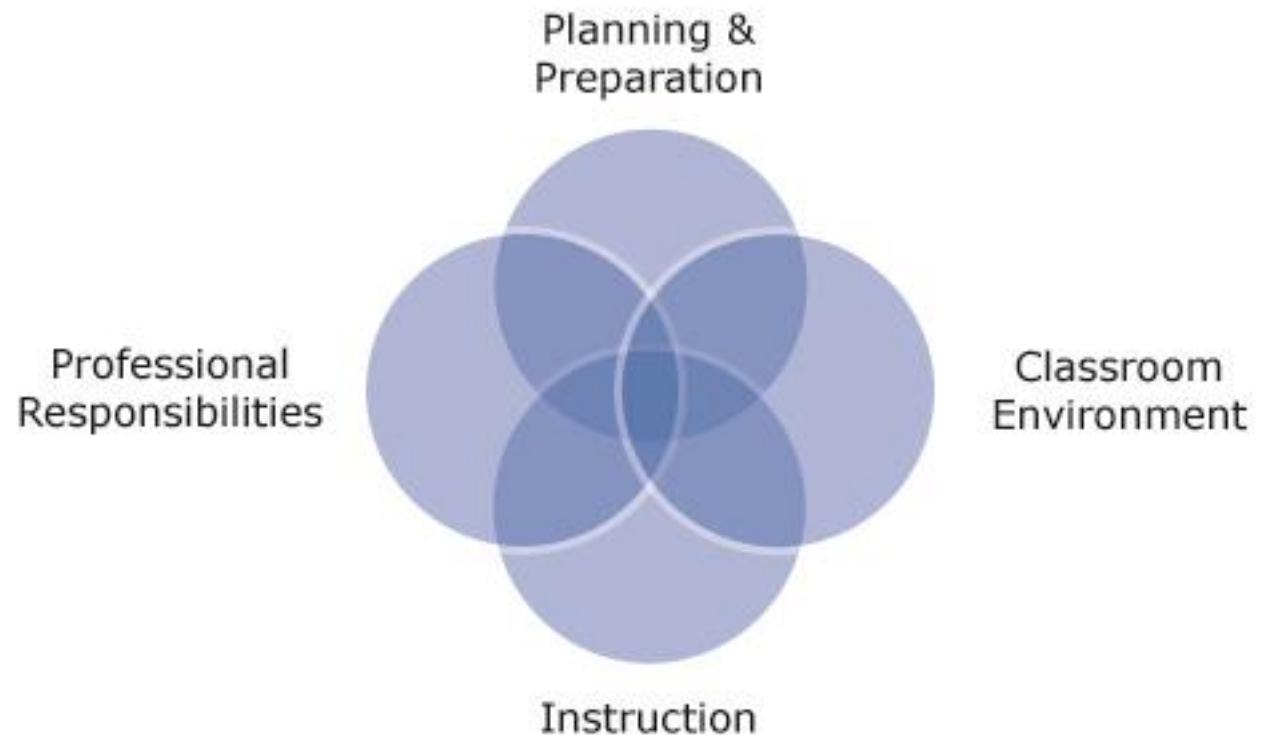 Planning &
Preparation
Professional
Responsibilities
Classroom
Environment
Instruction